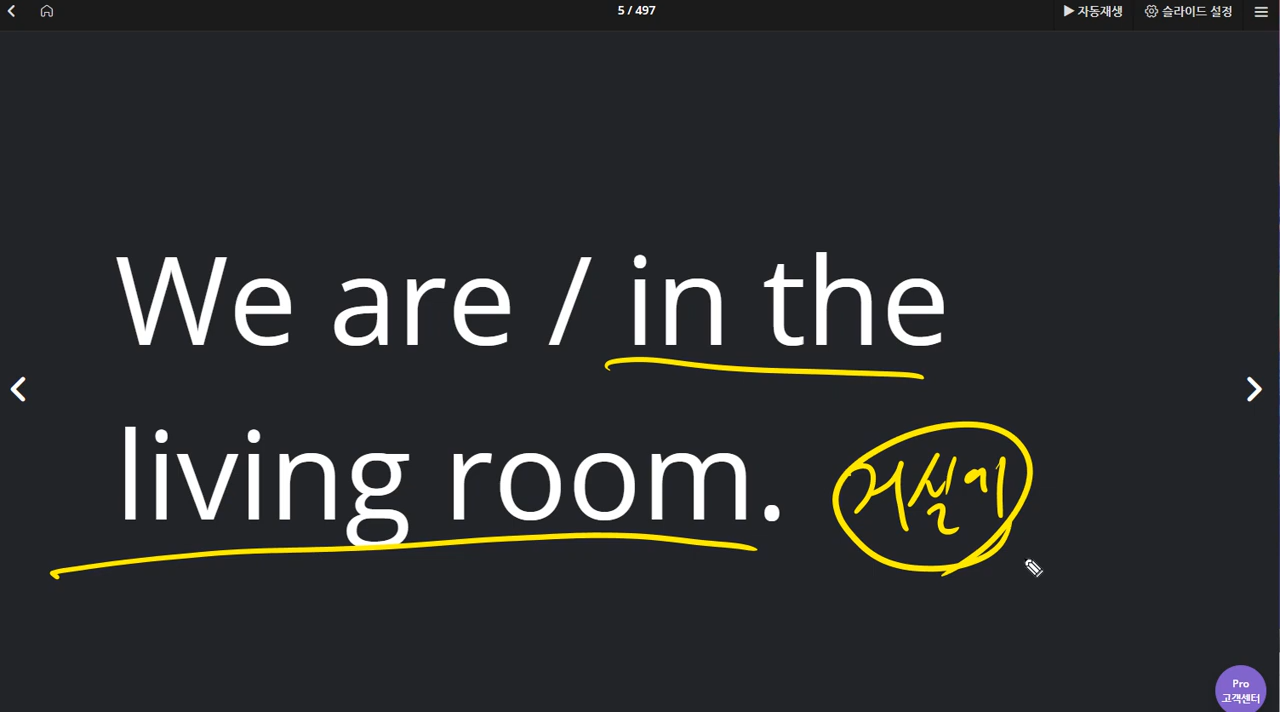 5 / 497
▶ 자동재생
슬라이드 설정
We are / in the
living room.
거실에
Pro
고객센터